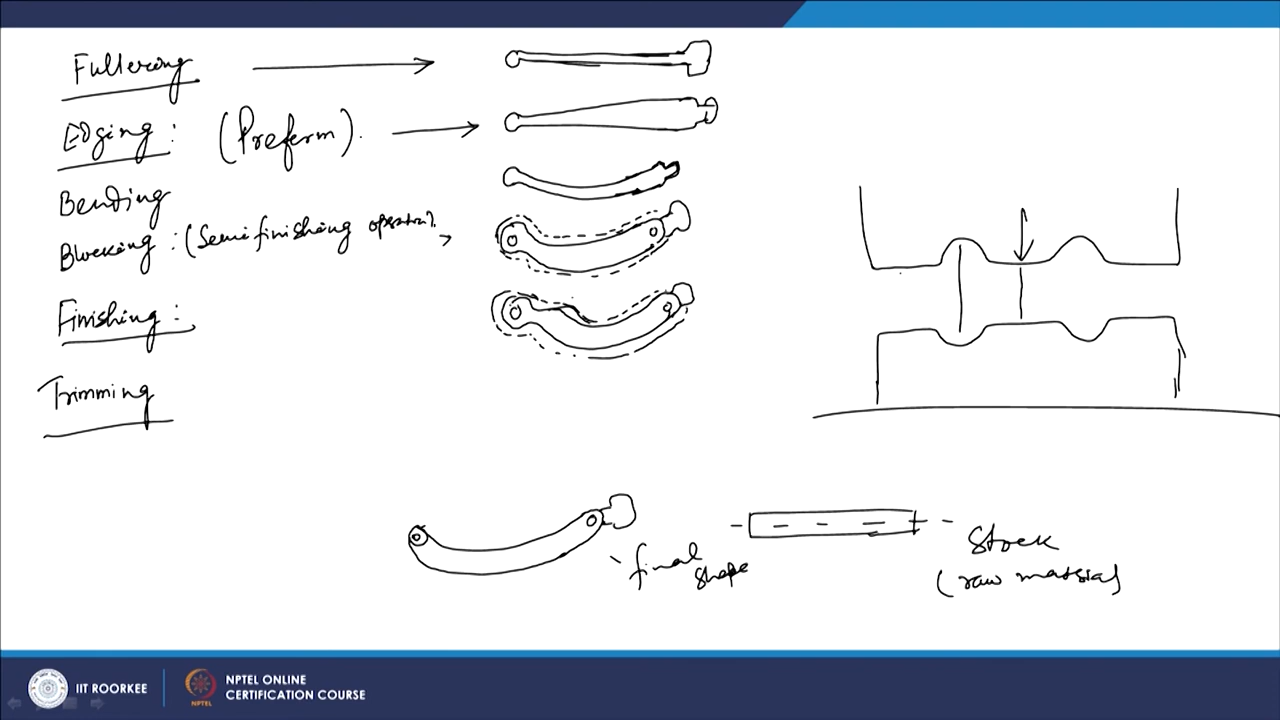 Fullering
Edging : (Preform).
Bending
Blocking : (Semi finishing operation).
Finishing :
Trimming
final shape
Stock
(raw material)
IIT ROORKEE
NPTEL ONLINE
CERTIFICATION COURSE
NPTEL